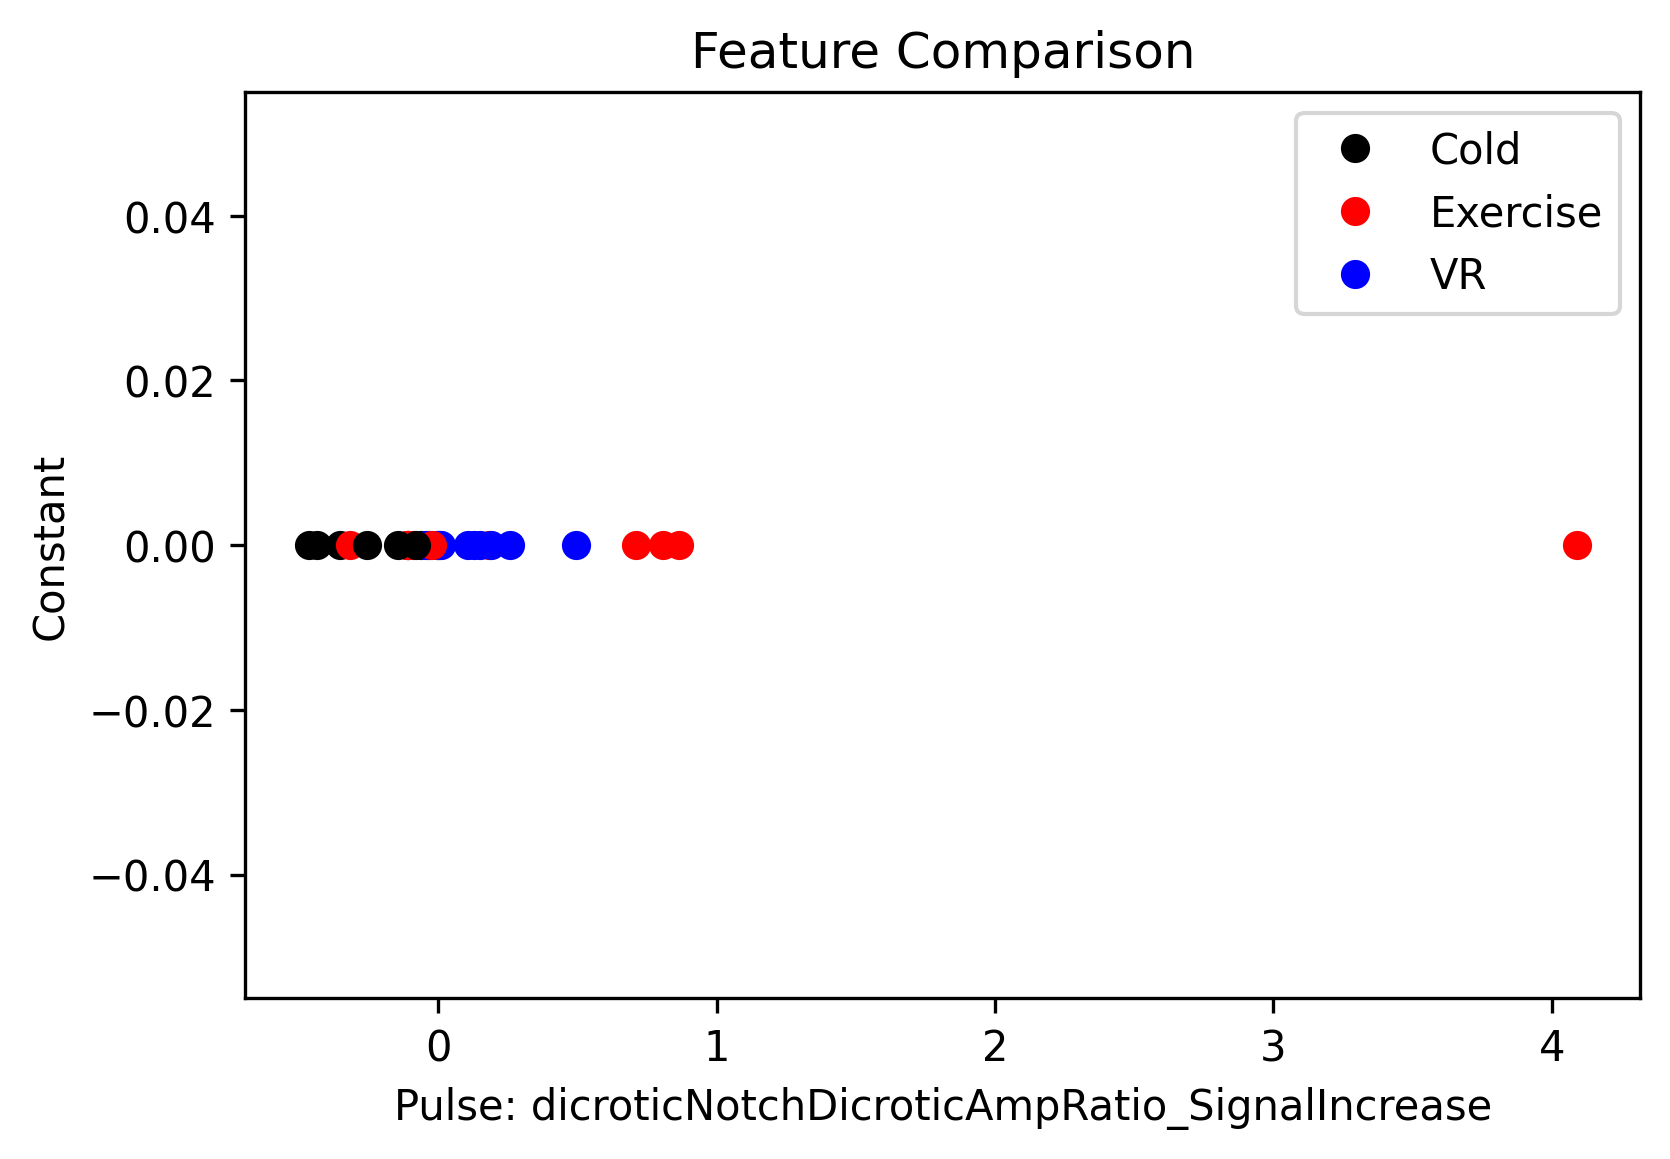 Feature Comparison
Cold
Exercise
VR
0.04
0.02
0.00
−0.02
−0.04
Constant
0 1 2 3 4
Pulse: dicroticNotchDicroticAmpRatio_SignalIncrease